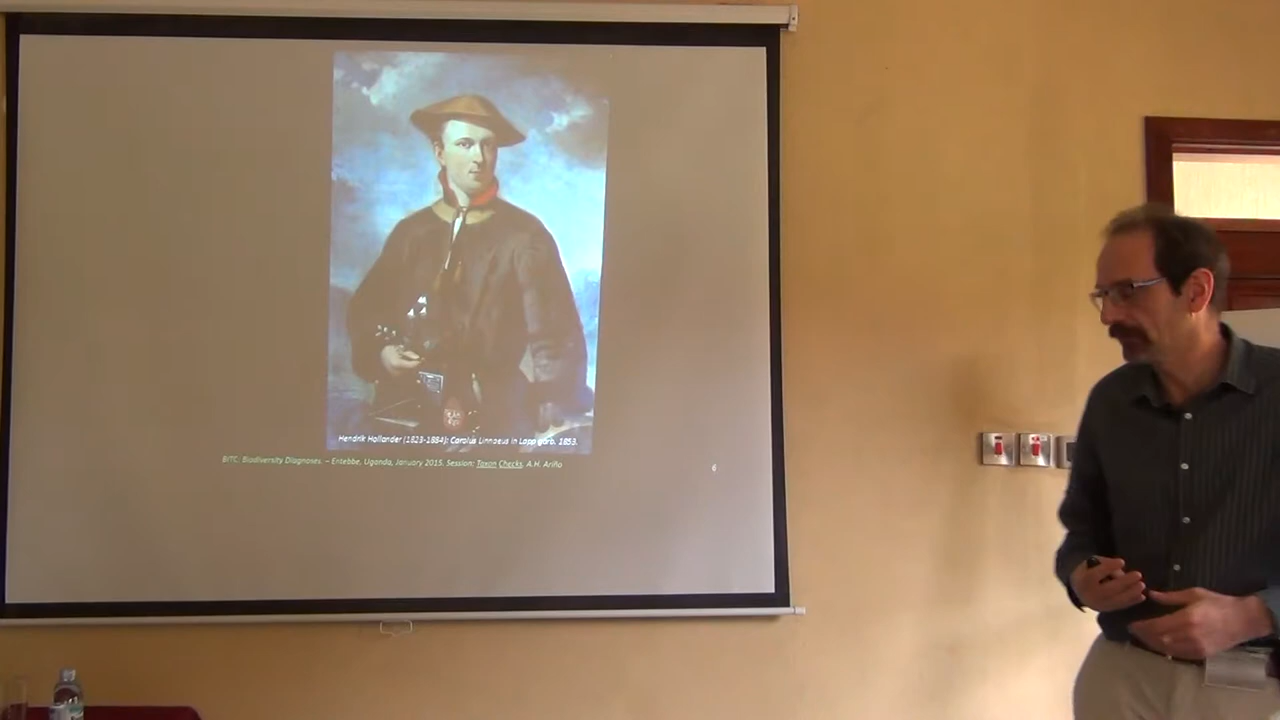 Hendrik Hollander (1823-1884): Carolus Linnaeus in Lapp garb. 1853.
BITC: Biodiversity Diagnoses – Entebbe, Uganda, January 2015. Session: Taxon Checks. A.H. Ariño
6